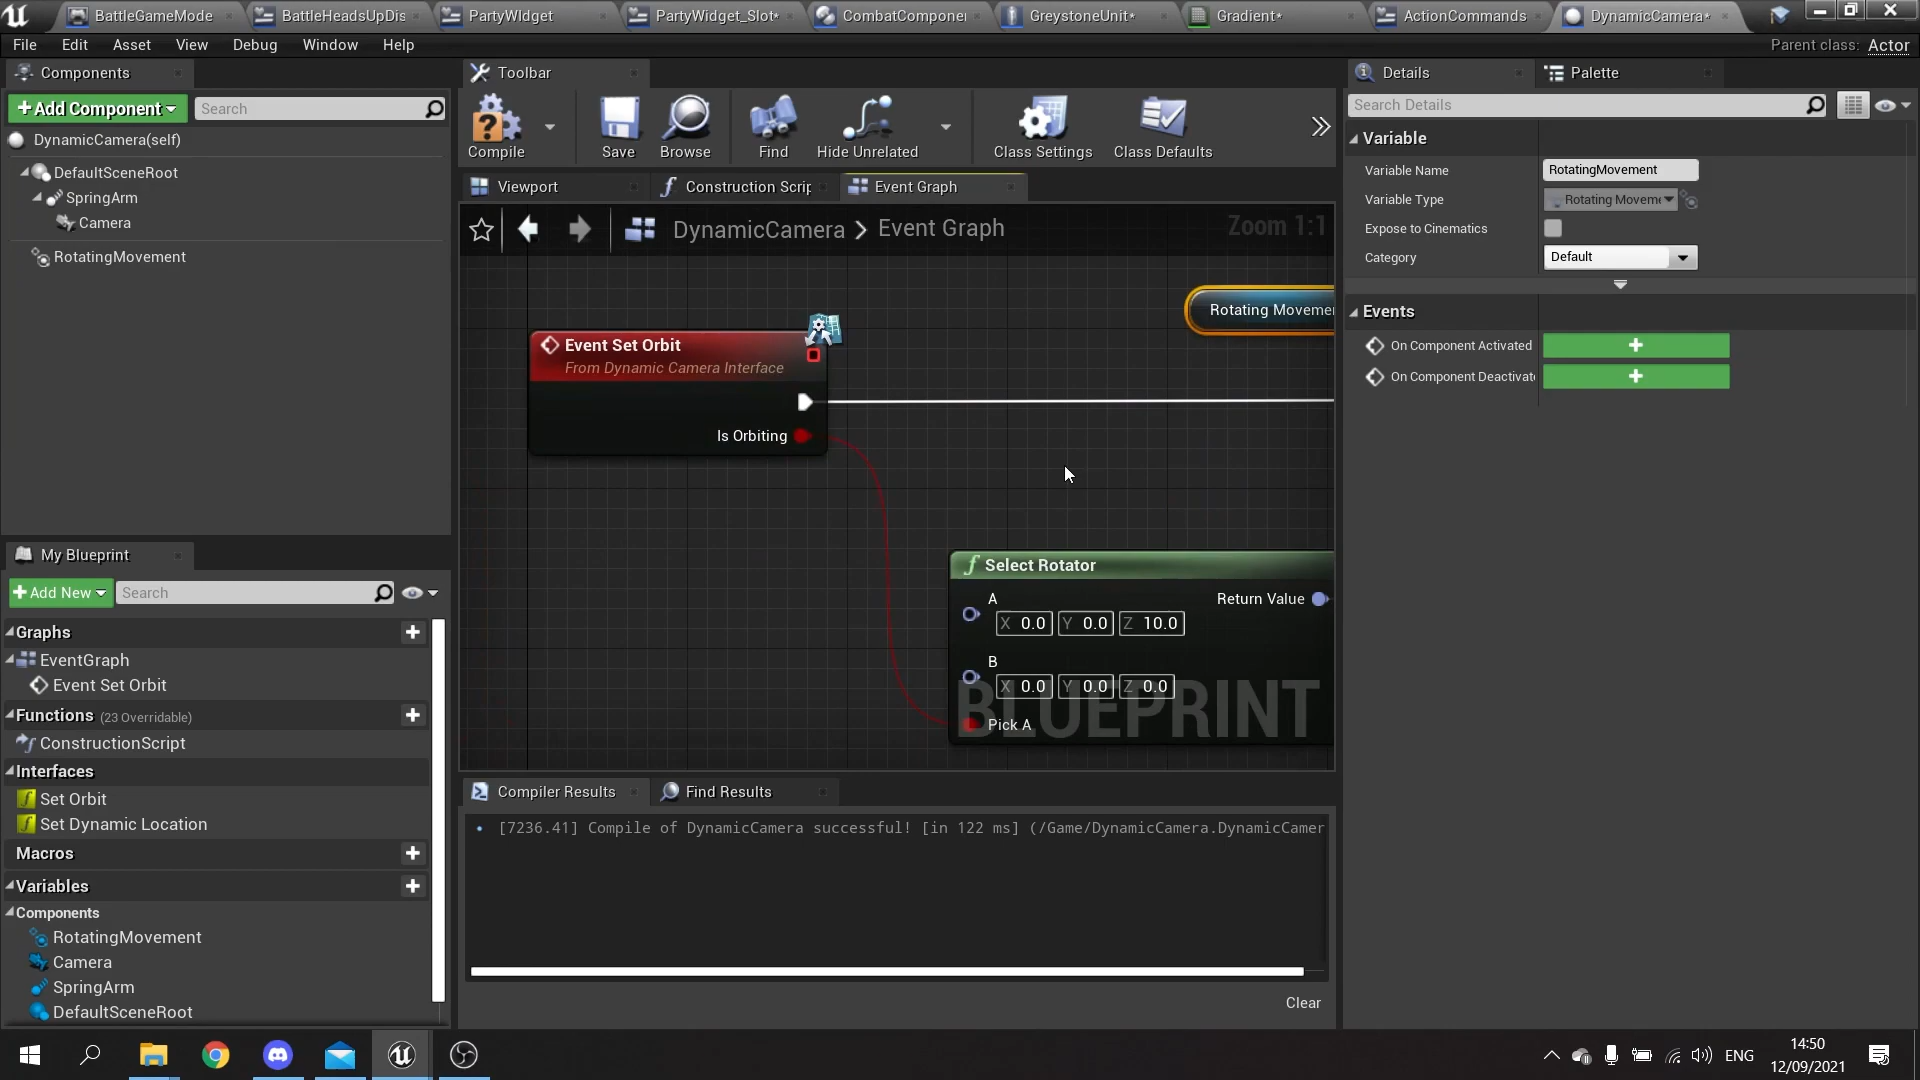 BattleGameMode
BattleHeadsUpDis
PartyWIdget
PartyWidget_Slot*
CombatComponer
GreystoneUnit*
Gradient*
ActionCommands
DynamicCamera*
File Edit Asset View Debug Window Help
Parent class: Actor
Components
Toolbar
Details
Palette
+Add Component
Search
DynamicCamera(self)
DefaultSceneRoot
SpringArm
Camera
RotatingMovement
Compile
Save
Browse
Find
Hide Unrelated
Class Settings
Class Defaults
Search Details
Variable
Variable Name
RotatingMovement
Variable Type
Rotating Moveme
Expose to Cinematics
Category
Default
Events
On Component Activated
+
On Component Deactivate
+
Viewport
Construction Scrip
Event Graph
DynamicCamera > Event Graph
Zoom 1:1
Rotating Movemer
Event Set Orbit
From Dynamic Camera Interface
Is Orbiting
Select Rotator
A
X 0.0 Y 0.0 Z 10.0
Return Value
B
X 0.0 Y 0.0 Z 0.0
Pick A
BLUEPRINT
My Blueprint
+Add New
Search
Graphs
EventGraph
Event Set Orbit
Functions (23 Overridable)
ConstructionScript
Interfaces
Set Orbit
Set Dynamic Location
Macros
Variables
Components
RotatingMovement
Camera
SpringArm
DefaultSceneRoot
Compiler Results
Find Results
[7236.41] Compile of DynamicCamera successful! [in 122 ms] (/Game/DynamicCamera.DynamicCamer
Clear
ENG
14:50
12/09/2021